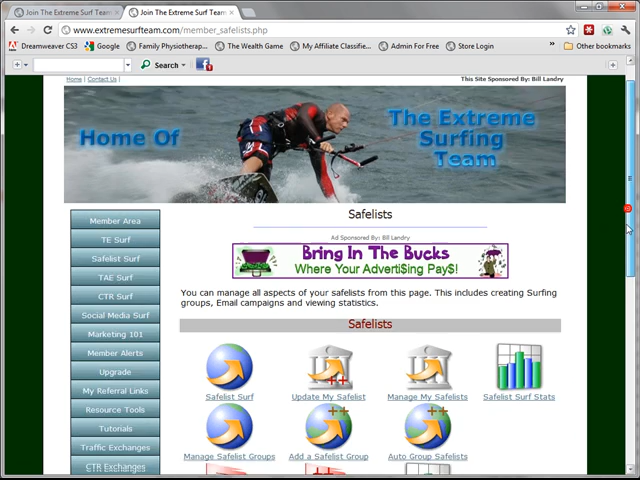 Join The Extreme Surf Team
Join The Extreme Surf Team
www.extremesurfteam.com/member_safelists.php
Dreamweaver CS3
Google
Family Physiotherap...
The Wealth Game
My Affiliate Classifie...
Admin For Free
Store Login
Other bookmarks
Search
Home | Contact Us |
This Site Sponsored By: Bill Landry
Home Of
The Extreme
Surfing
Team
Member Area
TE Surf
Safelist Surf
TAE Surf
CTR Surf
Social Media Surf
Marketing 101
Member Alerts
Upgrade
My Referral Links
Resource Tools
Tutorials
Traffic Exchanges
CTR Exchanges
Safelists
Ad Sponsored By: Bill Landry
Bring In The Bucks
Where Your Adverti$ing Pay$!
You can manage all aspects of your safelists from this page. This includes creating Surfing
groups, Email campaigns and viewing statistics.
Safelists
Safelist Surf
Update My Safelist
Manage My Safelists
Safelist Surf Stats
Manage Safelist Groups
Add a Safelist Group
Auto Group Safelists